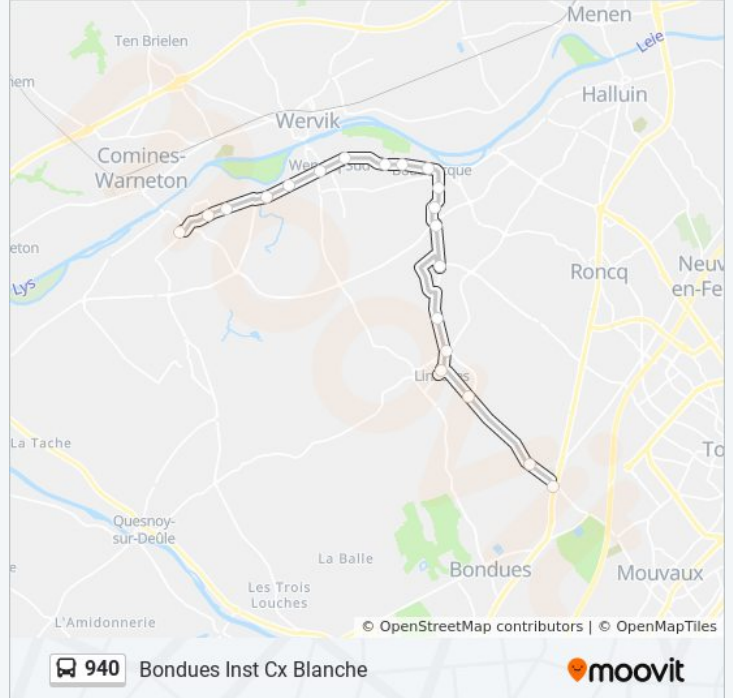 Menen
Ten Brielen
Leie
Halluin
Wervik
Comines-
Warneton
Lys
Roncq
Neuv
en-Fe
La Tache
To
Quesnoy-
sur-Deûle
La Balle
Bondues
Mouvaux
Les Trois
Louches
L'Amidonnerie
© OpenStreetMap contributors | © OpenMapTiles
940 Bondues Inst Cx Blanche
moovit